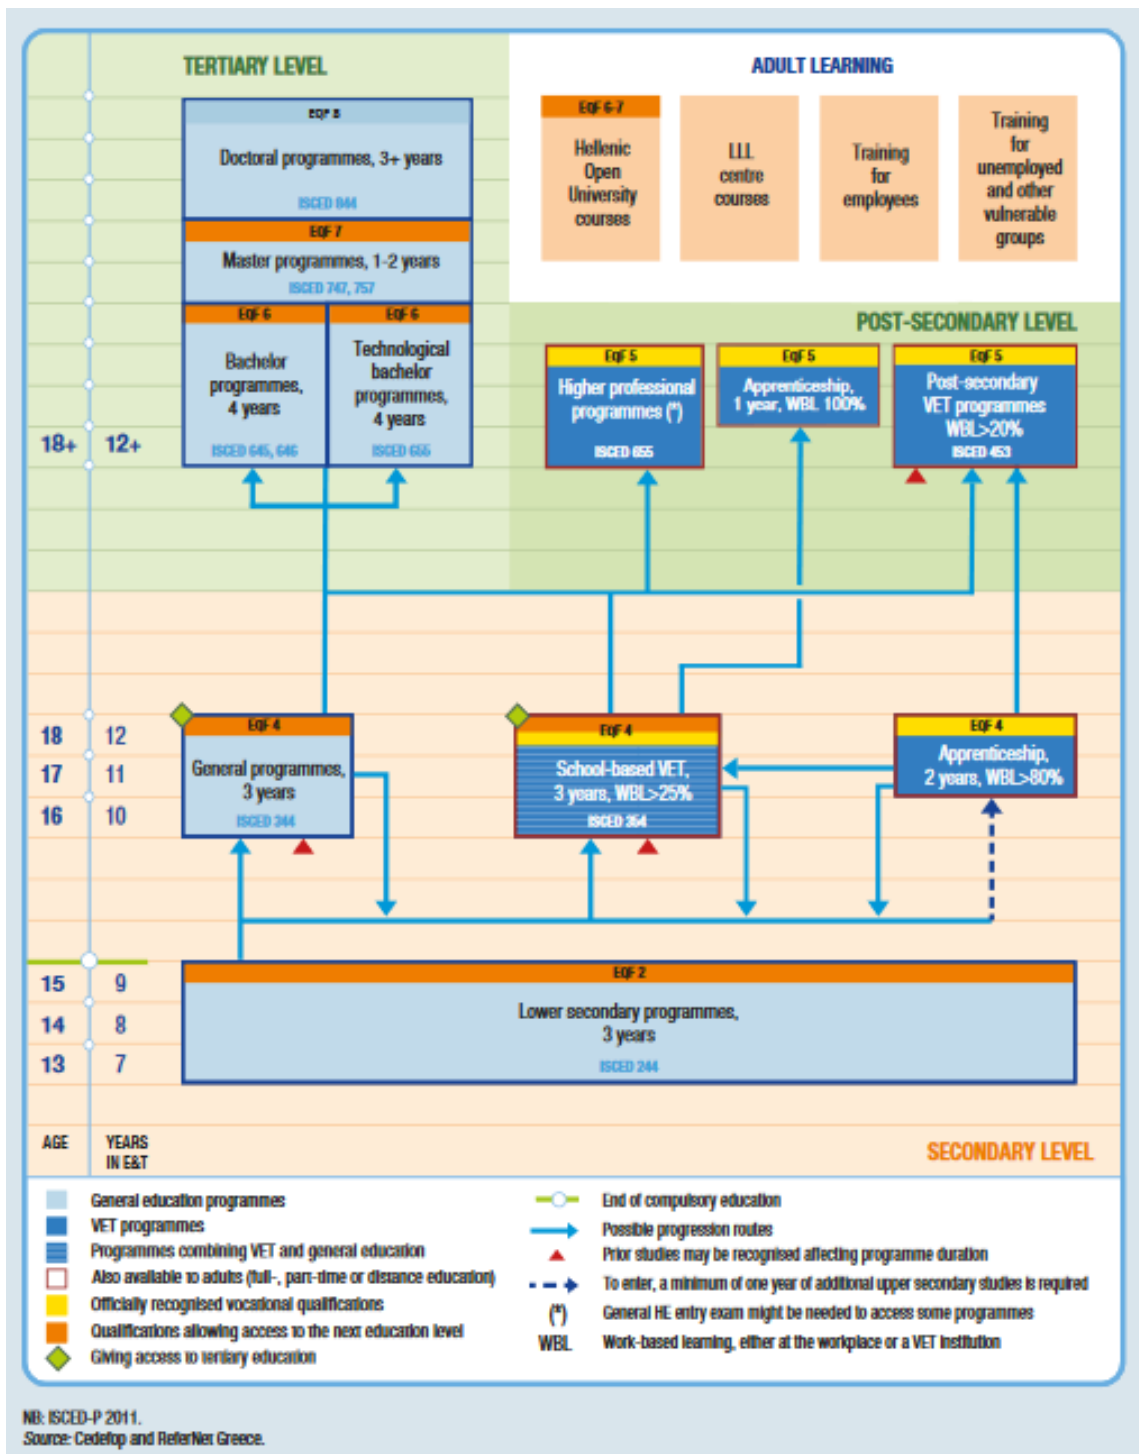 TERTIARY LEVEL
EQF 8
Doctoral programmes, 3+ years
ISCED 844
EQF 7
Master programmes, 1-2 years
ISCED 747, 757
EQF 6
Bachelor
programmes,
4 years
ISCED 645, 646
EQF 6
Technological
bachelor
programmes,
4 years
ISCED 655
ADULT LEARNING
EQF 6-7
Hellenic
Open
University
courses
LLL
centre
courses
Training
for
employees
Training
for
unemployed
and other
vulnerable
groups
POST-SECONDARY LEVEL
EQF 5
Higher professional
programmes (*)
ISCED 655
EQF 5
Apprenticeship,
1 year, WBL 100%
EQF 5
Post-secondary
VET programmes
WBL>20%
ISCED 453
18+ 12+
18 12
17 11
16 10
EQF 4
General programmes,
3 years
ISCED 344
EQF 4
School-based VET,
3 years, WBL>25%
ISCED 354
EQF 4
Apprenticeship,
2 years, WBL>80%
15 9
14 8
13 7
EQF 2
Lower secondary programmes,
3 years
ISCED 244
AGE
YEARS
IN E&T
SECONDARY LEVEL
General education programmes
VET programmes
Programmes combining VET and general education
Also available to adults (full-, part-time or distance education)
Officially recognised vocational qualifications
Qualifications allowing access to the next education level
Giving access to tertiary education
End of compulsory education
Possible progression routes
Prior studies may be recognised affecting programme duration
To enter, a minimum of one year of additional upper secondary studies is required
(*) General HE entry exam might be needed to access some programmes
WBL Work-based learning, either at the workplace or a VET institution
NB: ISCED-P 2011.
Source: Cedefop and ReferNet Greece.